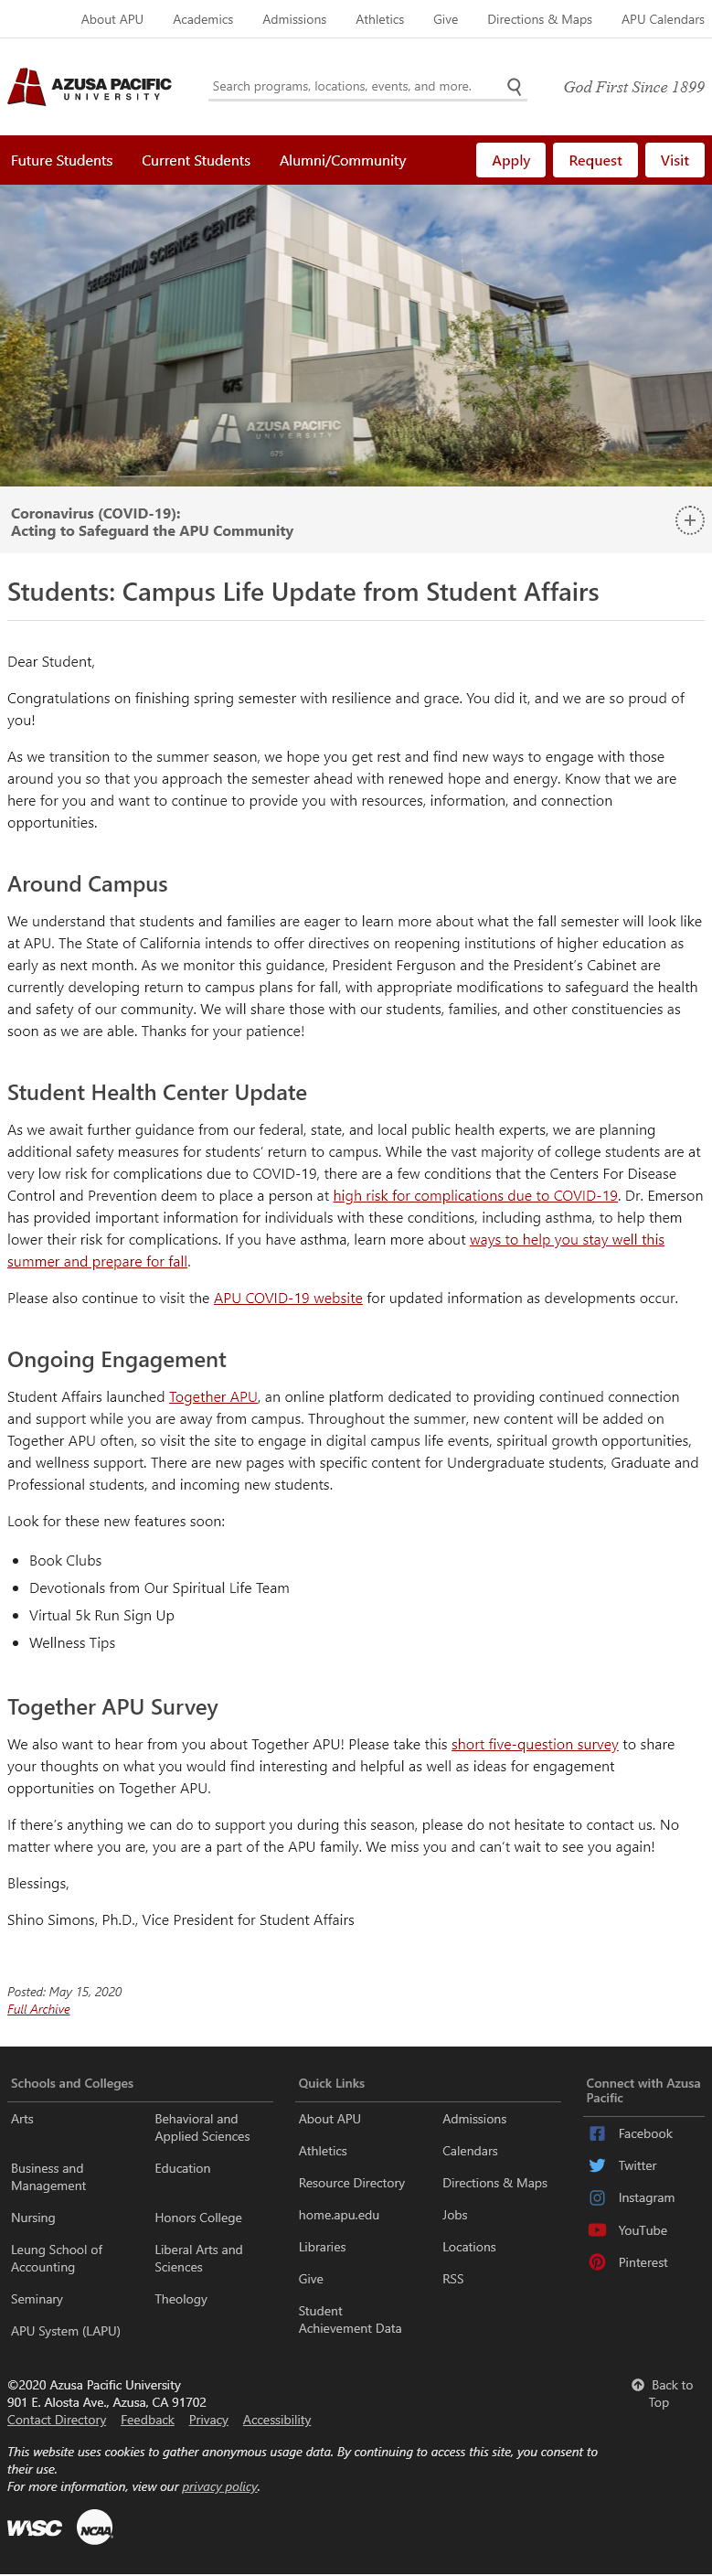 About APU Academics Admissions Athletics Give Directions & Maps APU Calendars
AZUSA PACIFIC
UNIVERSITY
Search programs, locations, events, and more.
God First Since 1899
Future Students Current Students Alumni/Community Apply Request Visit
SEGERSTROM SCIENCE CENTER
675
AZUSA PACIFIC
UNIVERSITY
675
Coronavirus (COVID-19):
Acting to Safeguard the APU Community
Students: Campus Life Update from Student Affairs
Dear Student,
Congratulations on finishing spring semester with resilience and grace. You did it, and we are so proud of
you!
As we transition to the summer season, we hope you get rest and find new ways to engage with those
around you so that you approach the semester ahead with renewed hope and energy. Know that we are
here for you and want to continue to provide you with resources, information, and connection
opportunities.
Around Campus
We understand that students and families are eager to learn more about what the fall semester will look like
at APU. The State of California intends to offer directives on reopening institutions of higher education as
early as next month. As we monitor this guidance, President Ferguson and the President’s Cabinet are
currently developing return to campus plans for fall, with appropriate modifications to safeguard the health
and safety of our community. We will share those with our students, families, and other constituencies as
soon as we are able. Thanks for your patience!
Student Health Center Update
As we await further guidance from our federal, state, and local public health experts, we are planning
additional safety measures for students’ return to campus. While the vast majority of college students are at
very low risk for complications due to COVID-19, there are a few conditions that the Centers For Disease
Control and Prevention deem to place a person at high risk for complications due to COVID-19. Dr. Emerson
has provided important information for individuals with these conditions, including asthma, to help them
lower their risk for complications. If you have asthma, learn more about ways to help you stay well this
summer and prepare for fall.
Please also continue to visit the APU COVID-19 website for updated information as developments occur.
Ongoing Engagement
Student Affairs launched Together APU, an online platform dedicated to providing continued connection
and support while you are away from campus. Throughout the summer, new content will be added on
Together APU often, so visit the site to engage in digital campus life events, spiritual growth opportunities,
and wellness support. There are new pages with specific content for Undergraduate students, Graduate and
Professional students, and incoming new students.
Look for these new features soon:
• Book Clubs
• Devotionals from Our Spiritual Life Team
• Virtual 5k Run Sign Up
• Wellness Tips
Together APU Survey
We also want to hear from you about Together APU! Please take this short five-question survey to share
your thoughts on what you would find interesting and helpful as well as ideas for engagement
opportunities on Together APU.
If there’s anything we can do to support you during this season, please do not hesitate to contact us. No
matter where you are, you are a part of the APU family. We miss you and can’t wait to see you again!
Blessings,
Shino Simons, Ph.D., Vice President for Student Affairs
Posted: May 15, 2020
Full Archive
Schools and Colleges
Arts
Behavioral and
Applied Sciences
Business and
Management
Education
Nursing
Honors College
Leung School of
Accounting
Liberal Arts and
Sciences
Seminary
Theology
APU System (LAPU)
Quick Links
About APU
Admissions
Athletics
Calendars
Resource Directory
Directions & Maps
home.apu.edu
Jobs
Libraries
Locations
Give
RSS
Student
Achievement Data
Connect with Azusa
Pacific
Facebook
Twitter
Instagram
YouTube
Pinterest
©2020 Azusa Pacific University
901 E. Alosta Ave., Azusa, CA 91702
Contact Directory Feedback Privacy Accessibility
Back to
Top
This website uses cookies to gather anonymous usage data. By continuing to access this site, you consent to
their use.
For more information, view our privacy policy.
WASC NCAA